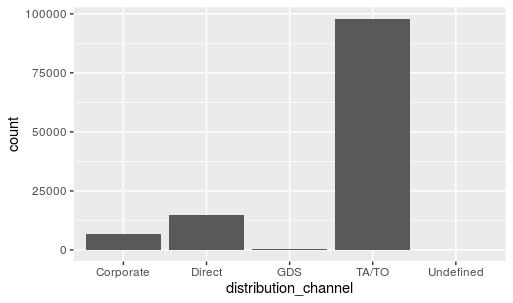 100000
75000
50000
25000
0
count
Corporate Direct GDS TA/TO Undefined
distribution_channel